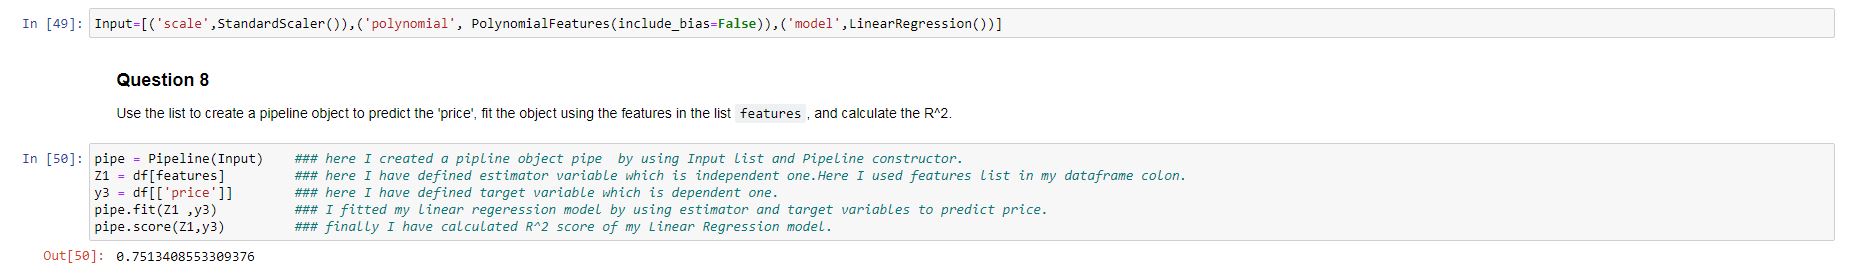 In [49]: Input=[('scale',StandardScaler()),('polynomial', PolynomialFeatures(include_bias=False)),('model',LinearRegression())]
Question 8
Use the list to create a pipeline object to predict the 'price', fit the object using the features in the list features , and calculate the R^2.
In [50]: pipe = Pipeline(Input)    ### here I created a pipline object pipe  by using Input list and Pipeline constructor.
Z1 = df[features]         ### here I have defined estimator variable which is independent one.Here I used features list in my dataframe colon.
y3 = df[['price']]        ### here I have defined target variable which is dependent one.
pipe.fit(Z1 ,y3)          ### I fitted my linear regeression model by using estimator and target variables to predict price.
pipe.score(Z1,y3)         ### finally I have calculated R^2 score of my Linear Regression model.
Out[50]: 0.7513408553309376